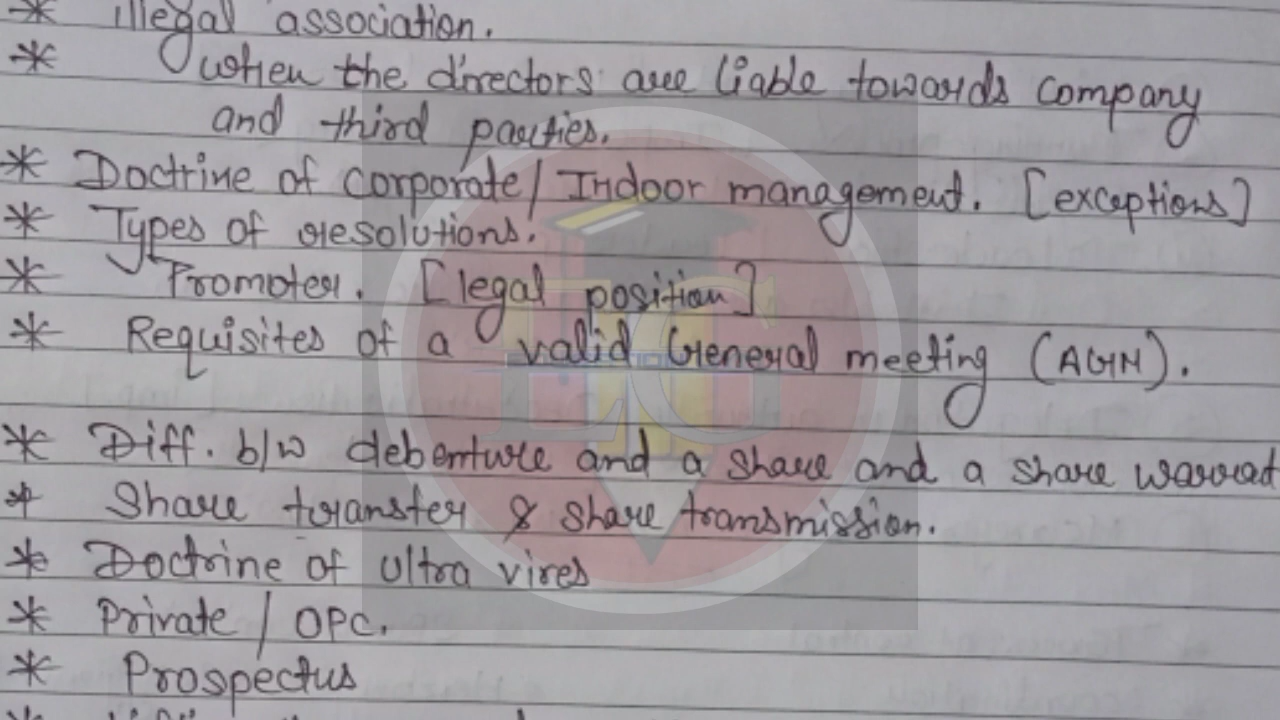 * illegal association.
* when the directors are liable towards company
and third parties.
* Doctrine of corporate/Indoor management. [exceptions]
* Types of resolutions.
* Promoter. [legal position]
* Requisites of a valid General meeting (AGM).
* Diff. b/w debenture and a share and a share warrat
* Share transfer & share transmission.
* Doctrine of ultra vires
* Private / OPC.
* Prospectus